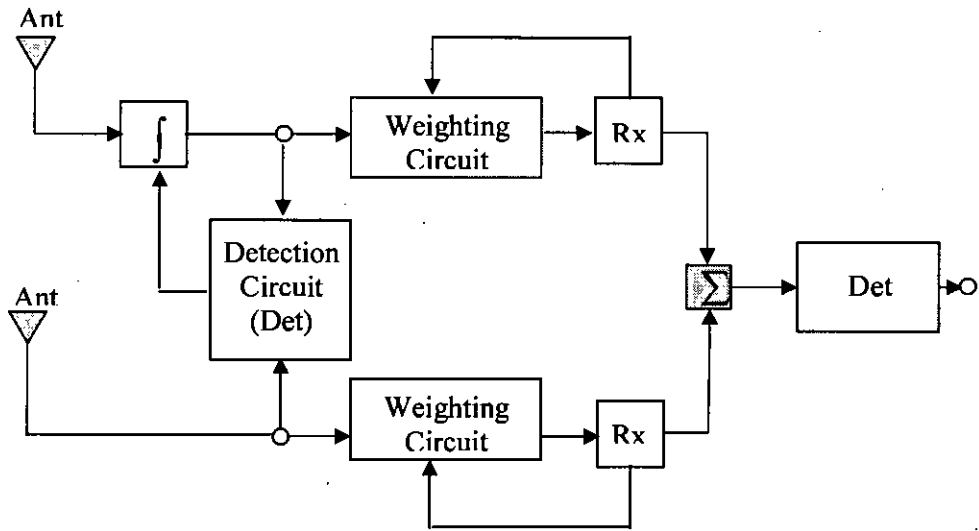 Ant
∫
Weighting
Circuit
Rx
Detection
Circuit
(Det)
Σ
Det
Ant
Weighting
Circuit
Rx